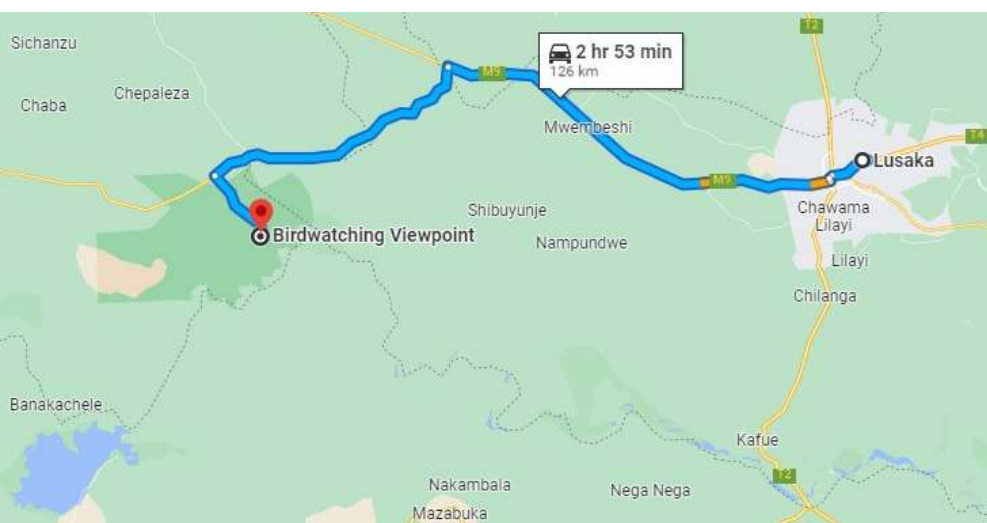 T2
Sichanzu
2 hr 53 min
126 km
M9
Chepaleza
Chaba
Mwembeshi
T4
Lusaka
M9
Chawama
Shibuyunje
Lilayi
Birdwatching Viewpoint
Nampundwe
Lilayi
Chilanga
Banakachele
Kafue
T2
Nakambala
Nega Nega
Mazabuka